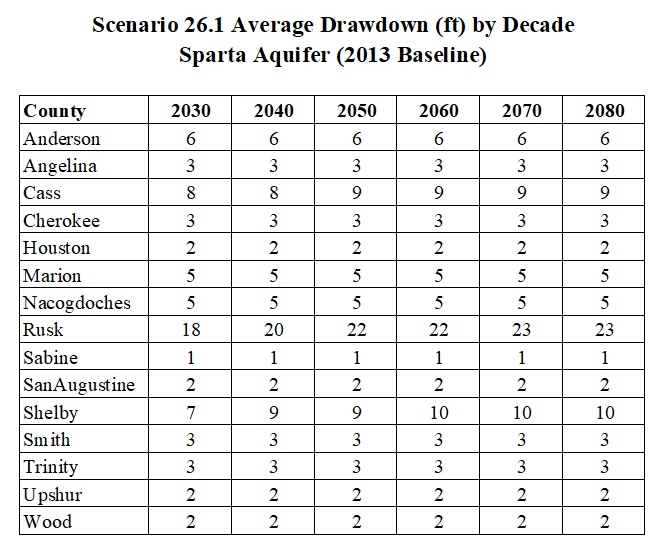 Scenario 26.1 Average Drawdown (ft) by Decade
Sparta Aquifer (2013 Baseline)
County 2030 2040 2050 2060 2070 2080
Anderson 6 6 6 6 6 6
Angelina 3 3 3 3 3 3
Cass 8 8 9 9 9 9
Cherokee 3 3 3 3 3 3
Houston 2 2 2 2 2 2
Marion 5 5 5 5 5 5
Nacogdoches 5 5 5 5 5 5
Rusk 18 20 22 22 23 23
Sabine 1 1 1 1 1 1
SanAugustine 2 2 2 2 2 2
Shelby 7 9 9 10 10 10
Smith 3 3 3 3 3 3
Trinity 3 3 3 3 3 3
Upshur 2 2 2 2 2 2
Wood 2 2 2 2 2 2